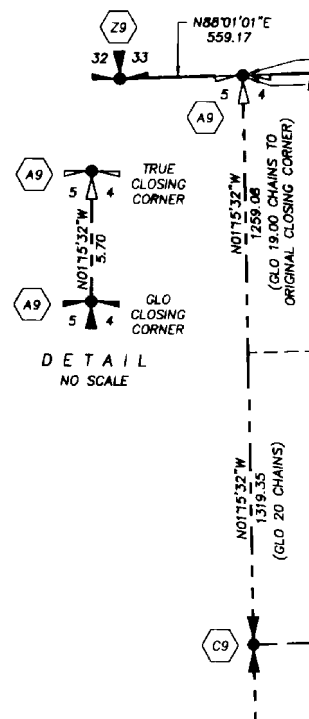 Z9
32 33
N88°01'01"E
559.17
A9
5 4
A9
5 4
TRUE
CLOSING
CORNER
N01°15'32"W
5.70
A9
5 4
GLO
CLOSING
CORNER
DETAIL
NO SCALE
N01°15'32"W
1259.08
(GLO 19.00 CHAINS TO
ORIGINAL CLOSING CORNER)
N01°15'32"W
1319.35
(GLO 20 CHAINS)
C9